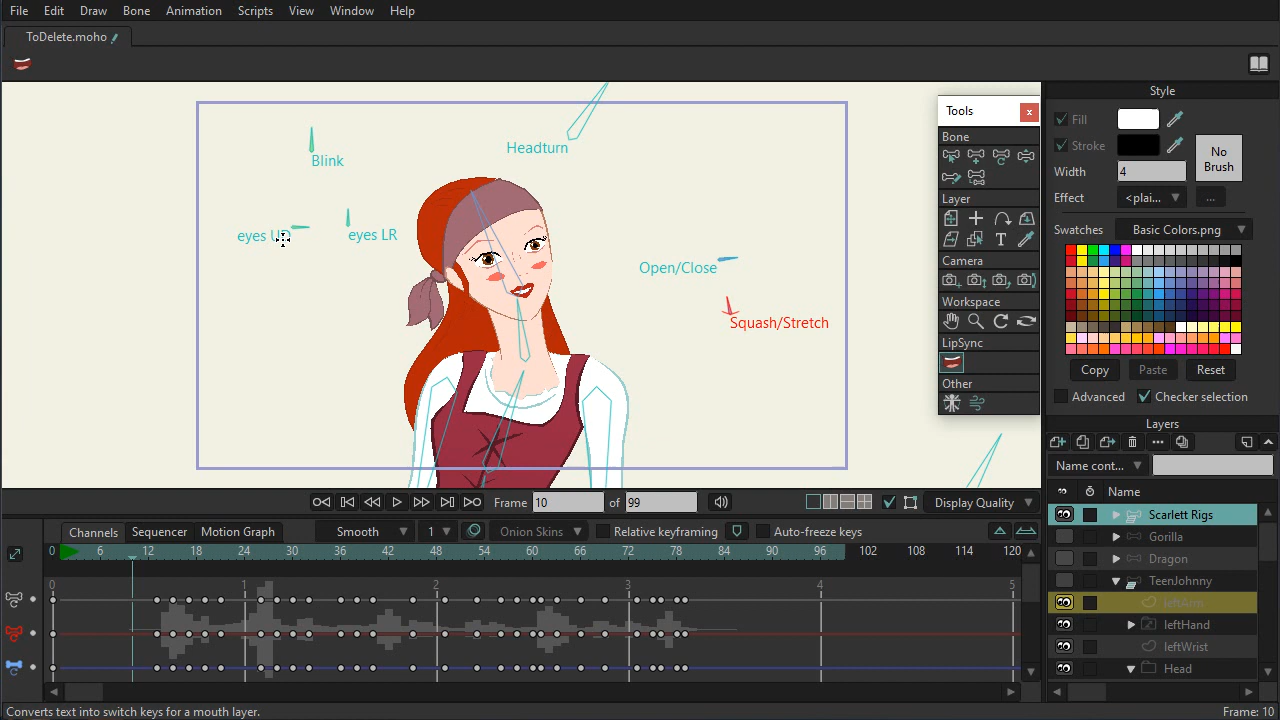 File Edit Draw Bone Animation Scripts View Window Help
ToDelete.moho
Style
Tools
Bone
Layer
Camera
Workspace
LipSync
Other
Blink
Headturn
eyes
eyes LR
Open/Close
Squash/Stretch
Fill
Stroke
No Brush
Width 4
Effect <plai... ...
Swatches Basic Colors.png
Copy Paste Reset
Advanced Checker selection
Layers
Name cont...
Name
Scarlett Rigs
Gorilla
Dragon
TeenJohnny
leftArm
leftHand
leftWrist
Head
Frame 10 of 99 Display Quality
Channels Sequencer Motion Graph Smooth 1 Onion Skins Relative keyframing Auto-freeze keys
0 6 12 18 24 30 36 42 48 54 60 66 72 78 84 90 96 102 108 114 120
0 1 2 3 4 5
Converts text into switch keys for a mouth layer. Frame: 10